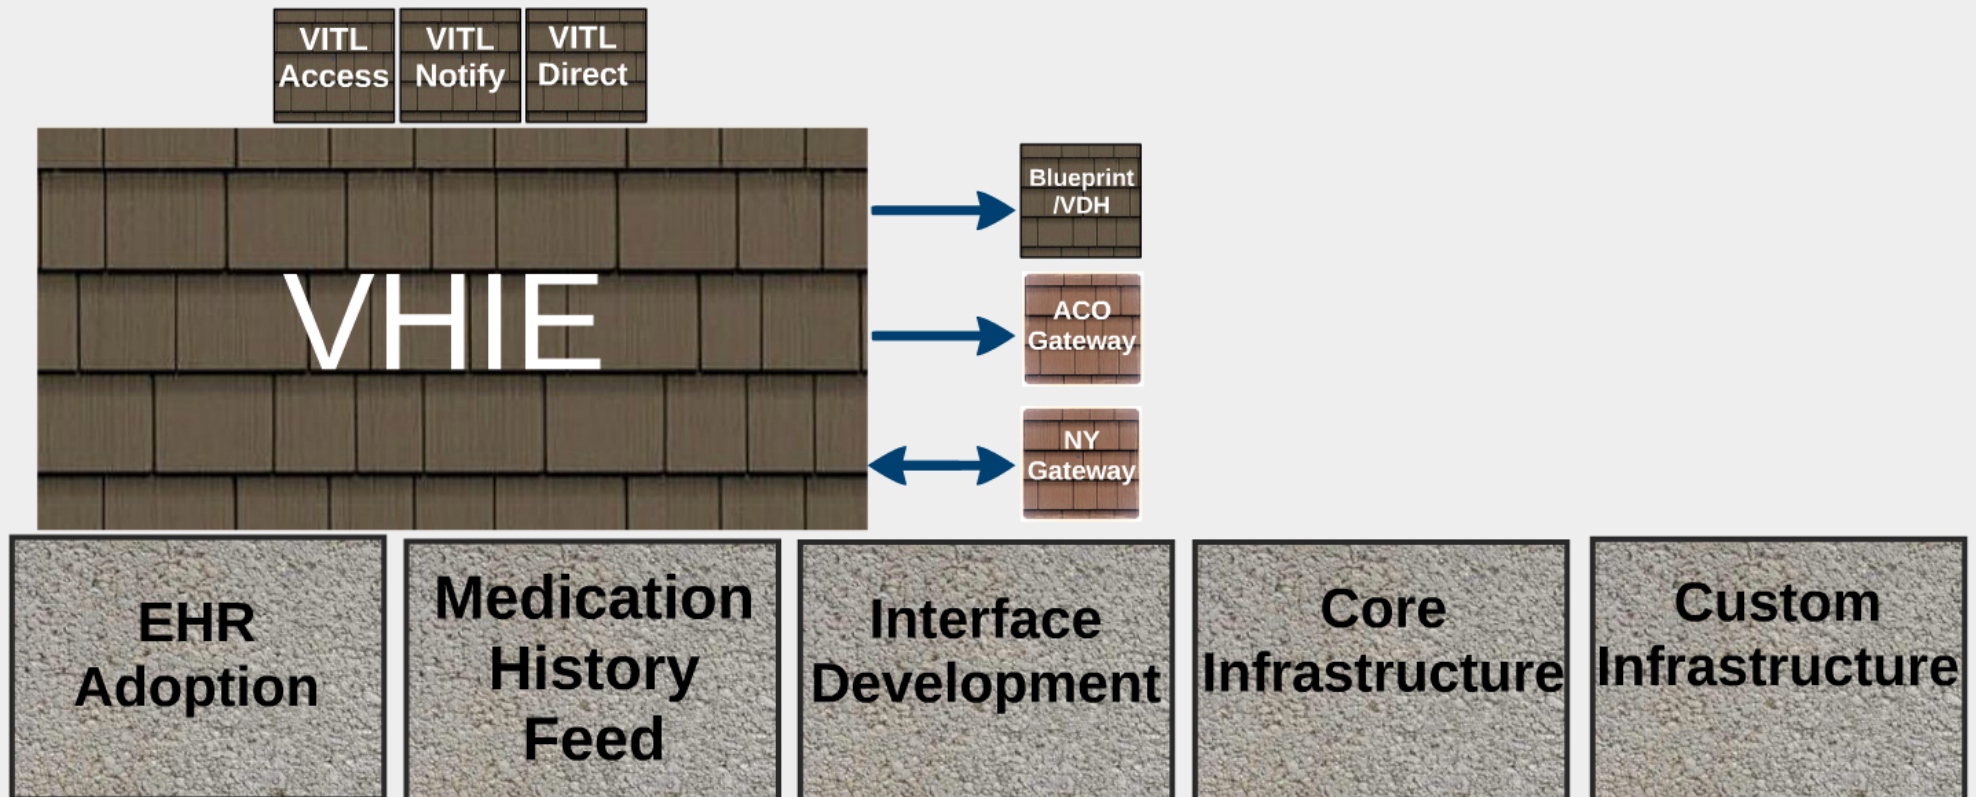 VITL
Access
VITL
Notify
VITL
Direct
VHIE
Blueprint
/VDH
ACO
Gateway
NY
Gateway
EHR
Adoption
Medication
History
Feed
Interface
Development
Core
Infrastructure
Custom
Infrastructure